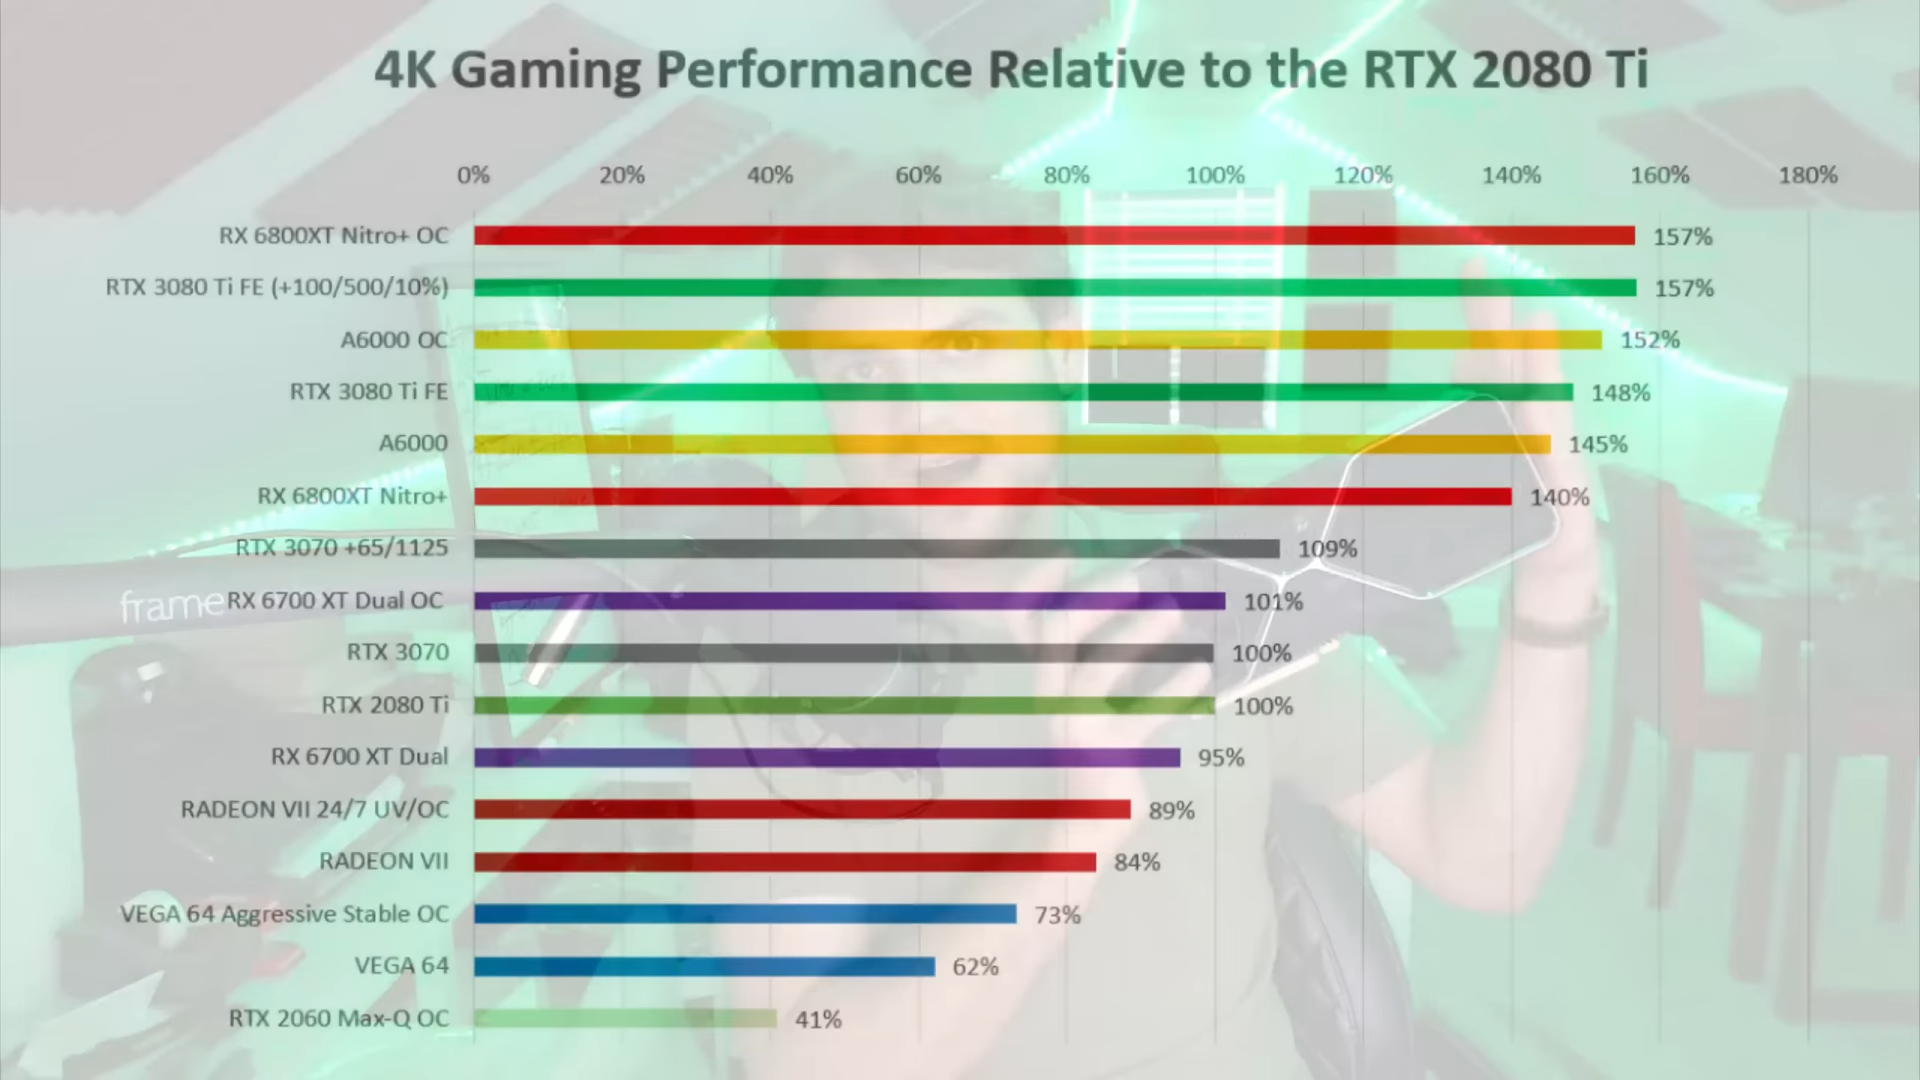 4K Gaming Performance Relative to the RTX 2080 Ti
0% 20% 40% 60% 80% 100% 120% 140% 160% 180%
RX 6800XT Nitro+ OC 157%
RTX 3080 Ti FE (+100/500/10%) 157%
A6000 OC 152%
RTX 3080 Ti FE 148%
A6000 145%
RX 6800XT Nitro+ 140%
RTX 3070 +65/1125 109%
frame
RX 6700 XT Dual OC 101%
RTX 3070 100%
RTX 2080 Ti 100%
RX 6700 XT Dual 95%
RADEON VII 24/7 UV/OC 89%
RADEON VII 84%
VEGA 64 Aggressive Stable OC 73%
VEGA 64 62%
RTX 2060 Max-Q OC 41%